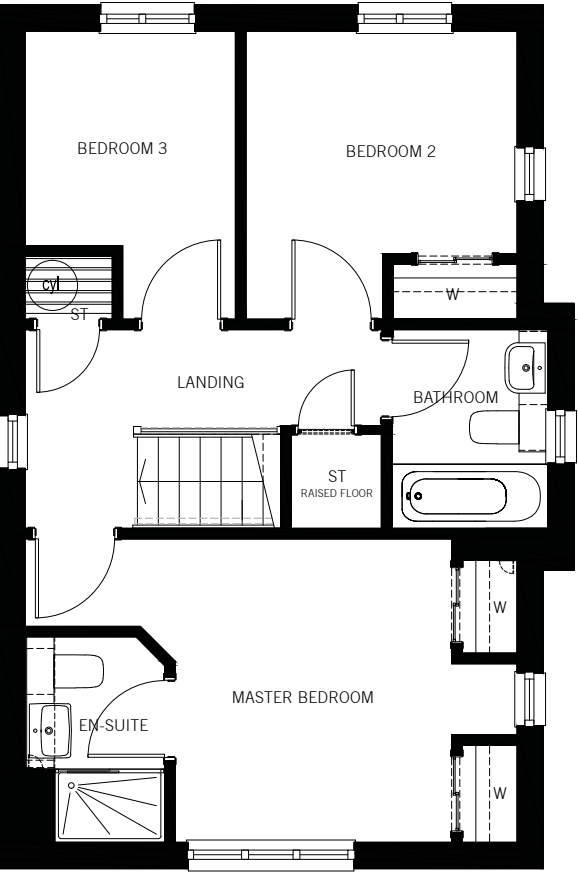 BEDROOM 3
BEDROOM 2
cyl
ST
W
LANDING
BATHROOM
ST
RAISED FLOOR
W
MASTER BEDROOM
EN-SUITE
W